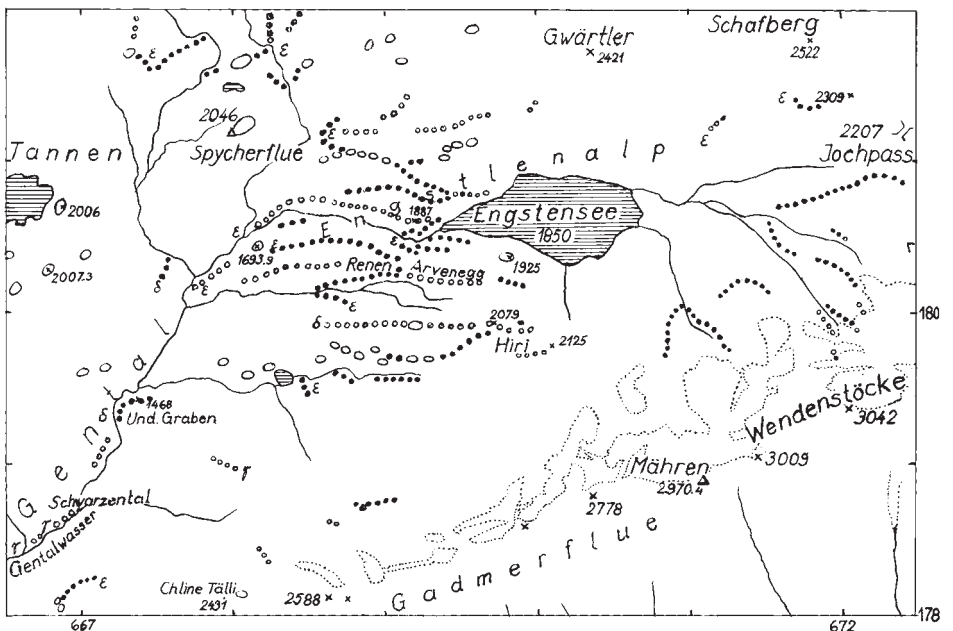 Schafberg
2522
Gwärtler
2421
ε
ε
2309
ε
2046
ε
ε
2207
Spycherflue
Jochpass
Tannen
Engstlenalp
2006
1887
Engstensee
1850
ε
ε
ε
1693.9
Renen
Arvenegg
1925
2007.3
ε
ε
r
180
δ
2079
Hiri
2125
ε
Gental
1468
δ
Und. Graben
Wendenstöcke
3042
r
Mähren
2970.4
3009
2778
Schwarzental
r
r
Gentalwasser
Gadmerflue
ε
Chline Tälli
2431
2588
178
667
672